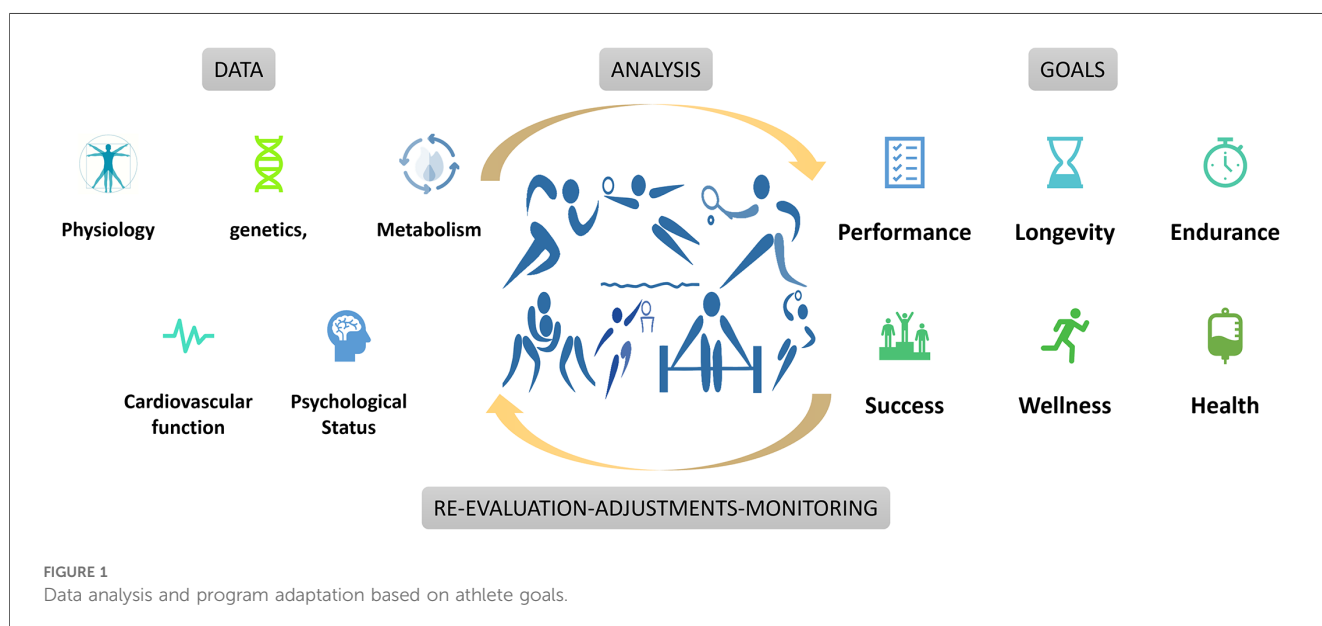 DATA
ANALYSIS
GOALS
Physiology
genetics,
Metabolism
Performance
Longevity
Endurance
Cardiovascular
function
Psychological
Status
Success
Wellness
Health
RE-EVALUATION-ADJUSTMENTS-MONITORING
FIGURE 1
Data analysis and program adaptation based on athlete goals.